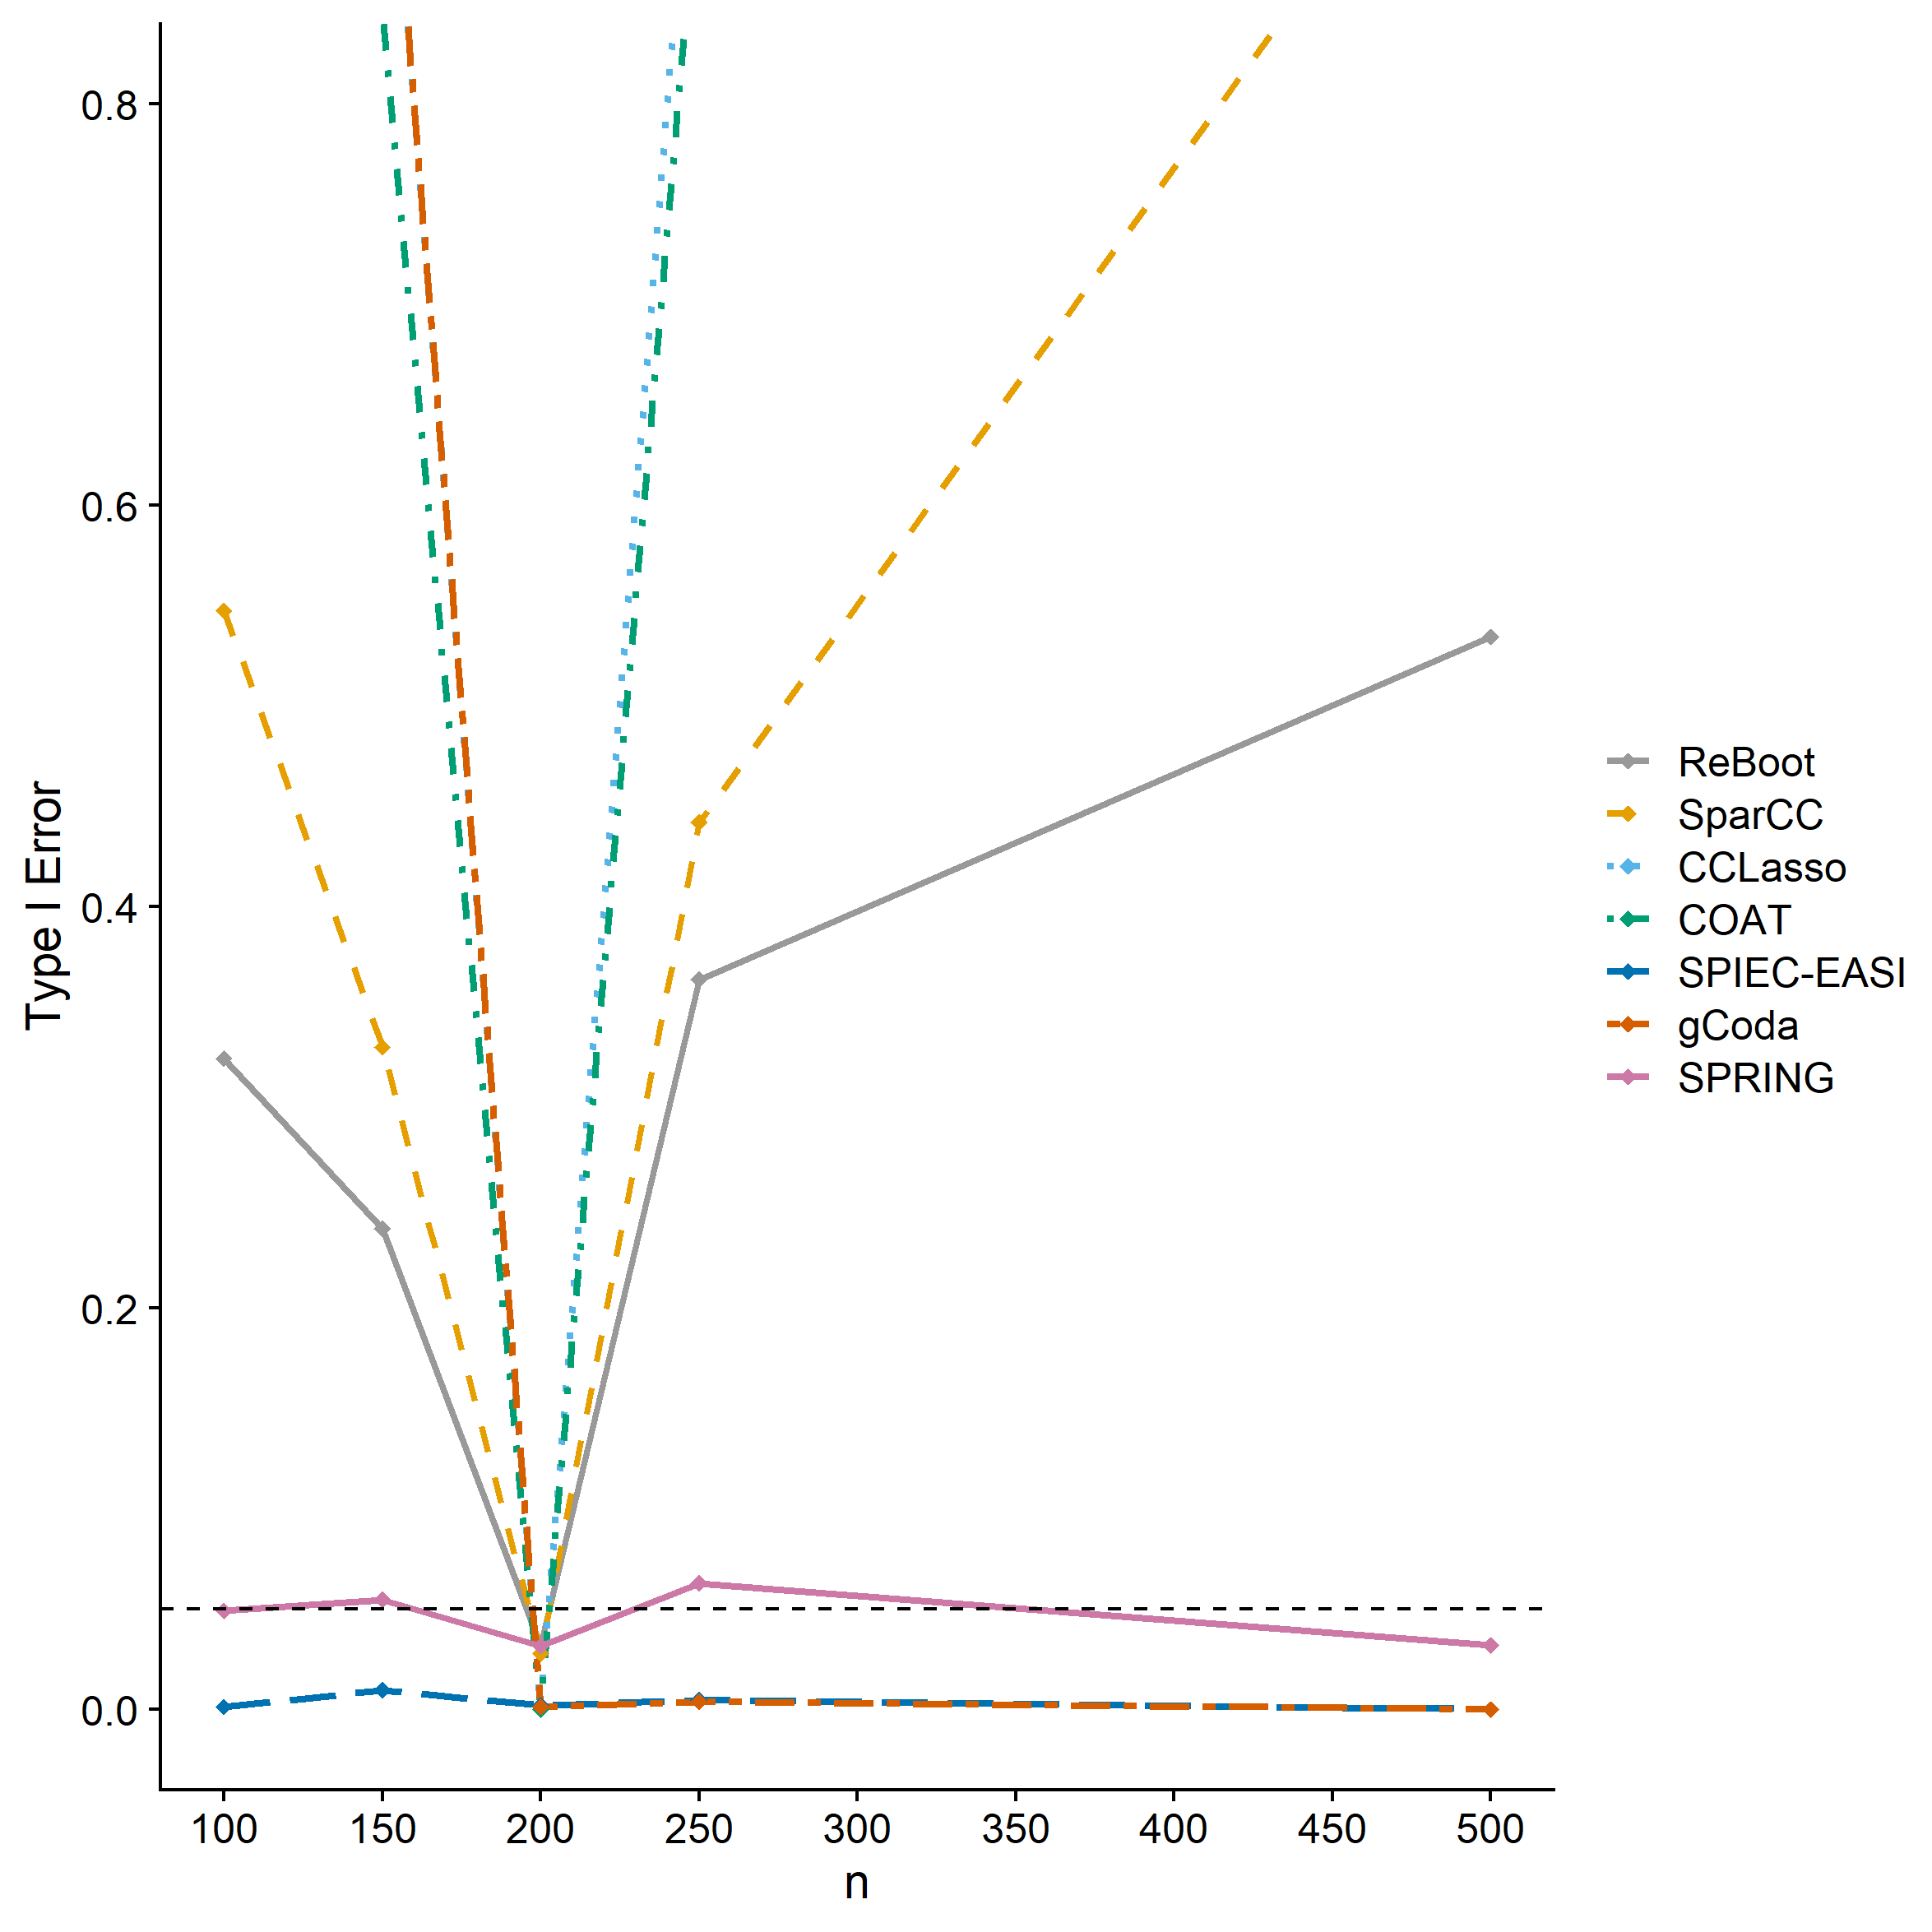 0.8
0.6
0.4
0.2
0.0
Type I Error
100 150 200 250 300 350 400 450 500
n
ReBoot
SparCC
CCLasso
COAT
SPIEC-EASI
gCoda
SPRING